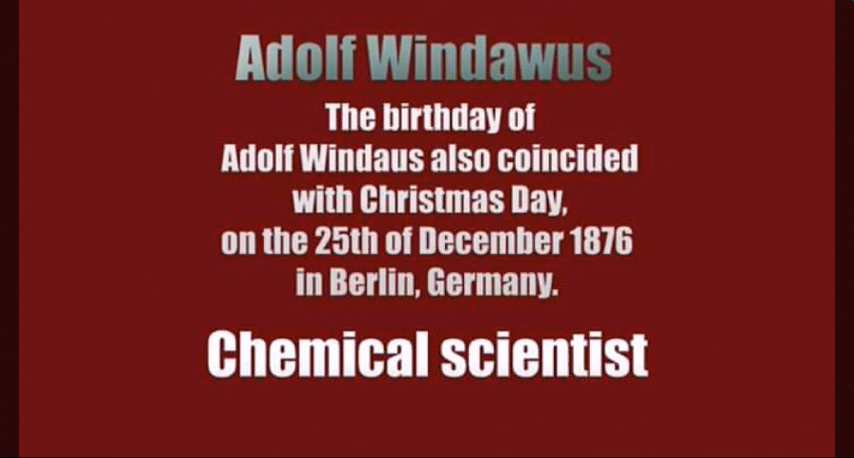 Adolf Windawus
The birthday of
Adolf Windaus also coincided
with Christmas Day,
on the 25th of December 1876
in Berlin, Germany.
Chemical scientist